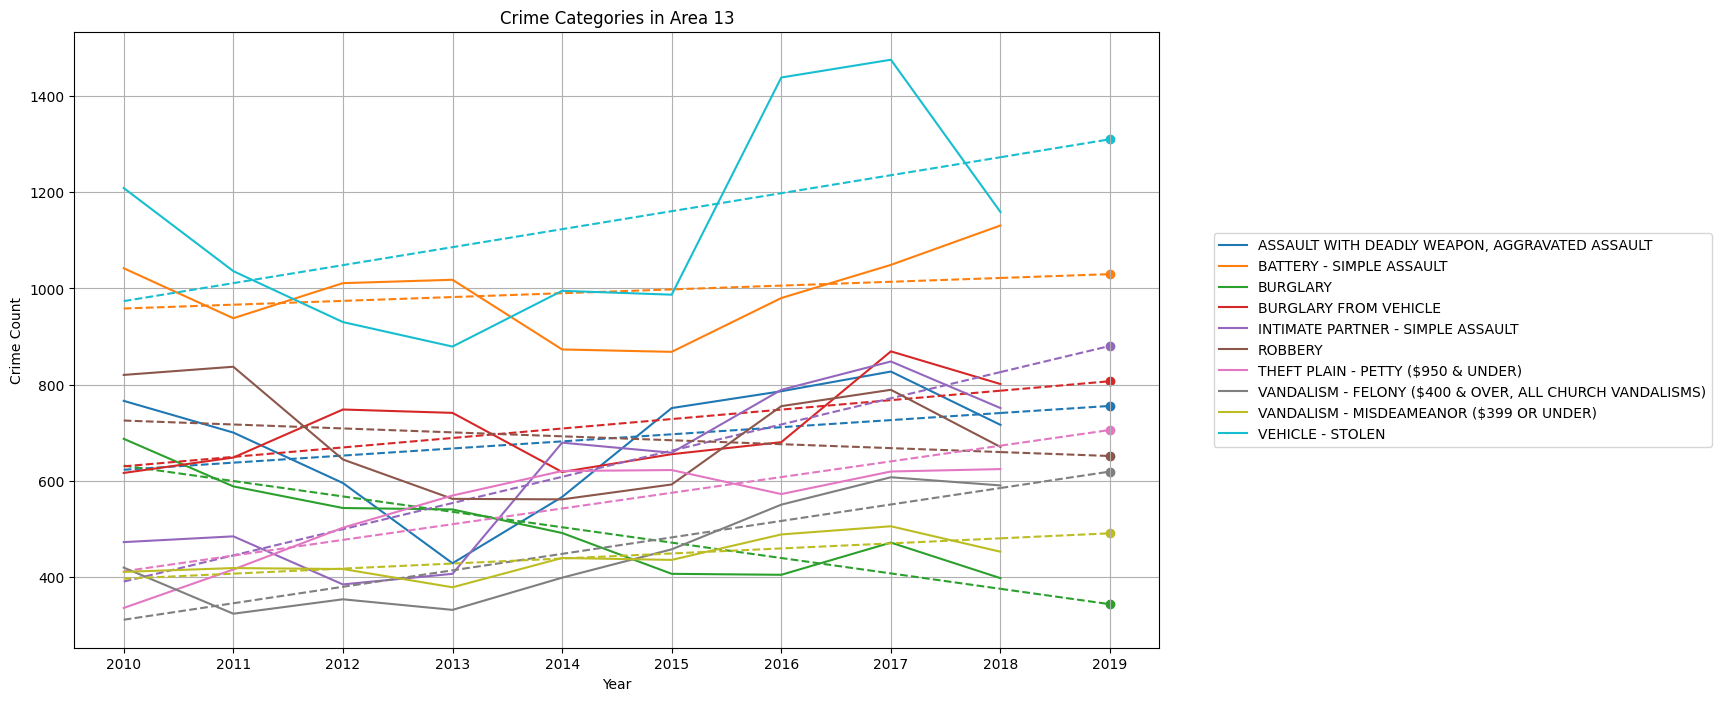 Crime Categories in Area 13
Crime Count
1400
1200
1000
800
600
400
2010 2011 2012 2013 2014 2015 2016 2017 2018 2019
Year
ASSAULT WITH DEADLY WEAPON, AGGRAVATED ASSAULT
BATTERY - SIMPLE ASSAULT
BURGLARY
BURGLARY FROM VEHICLE
INTIMATE PARTNER - SIMPLE ASSAULT
ROBBERY
THEFT PLAIN - PETTY ($950 & UNDER)
VANDALISM - FELONY ($400 & OVER, ALL CHURCH VANDALISMS)
VANDALISM - MISDEAMEANOR ($399 OR UNDER)
VEHICLE - STOLEN